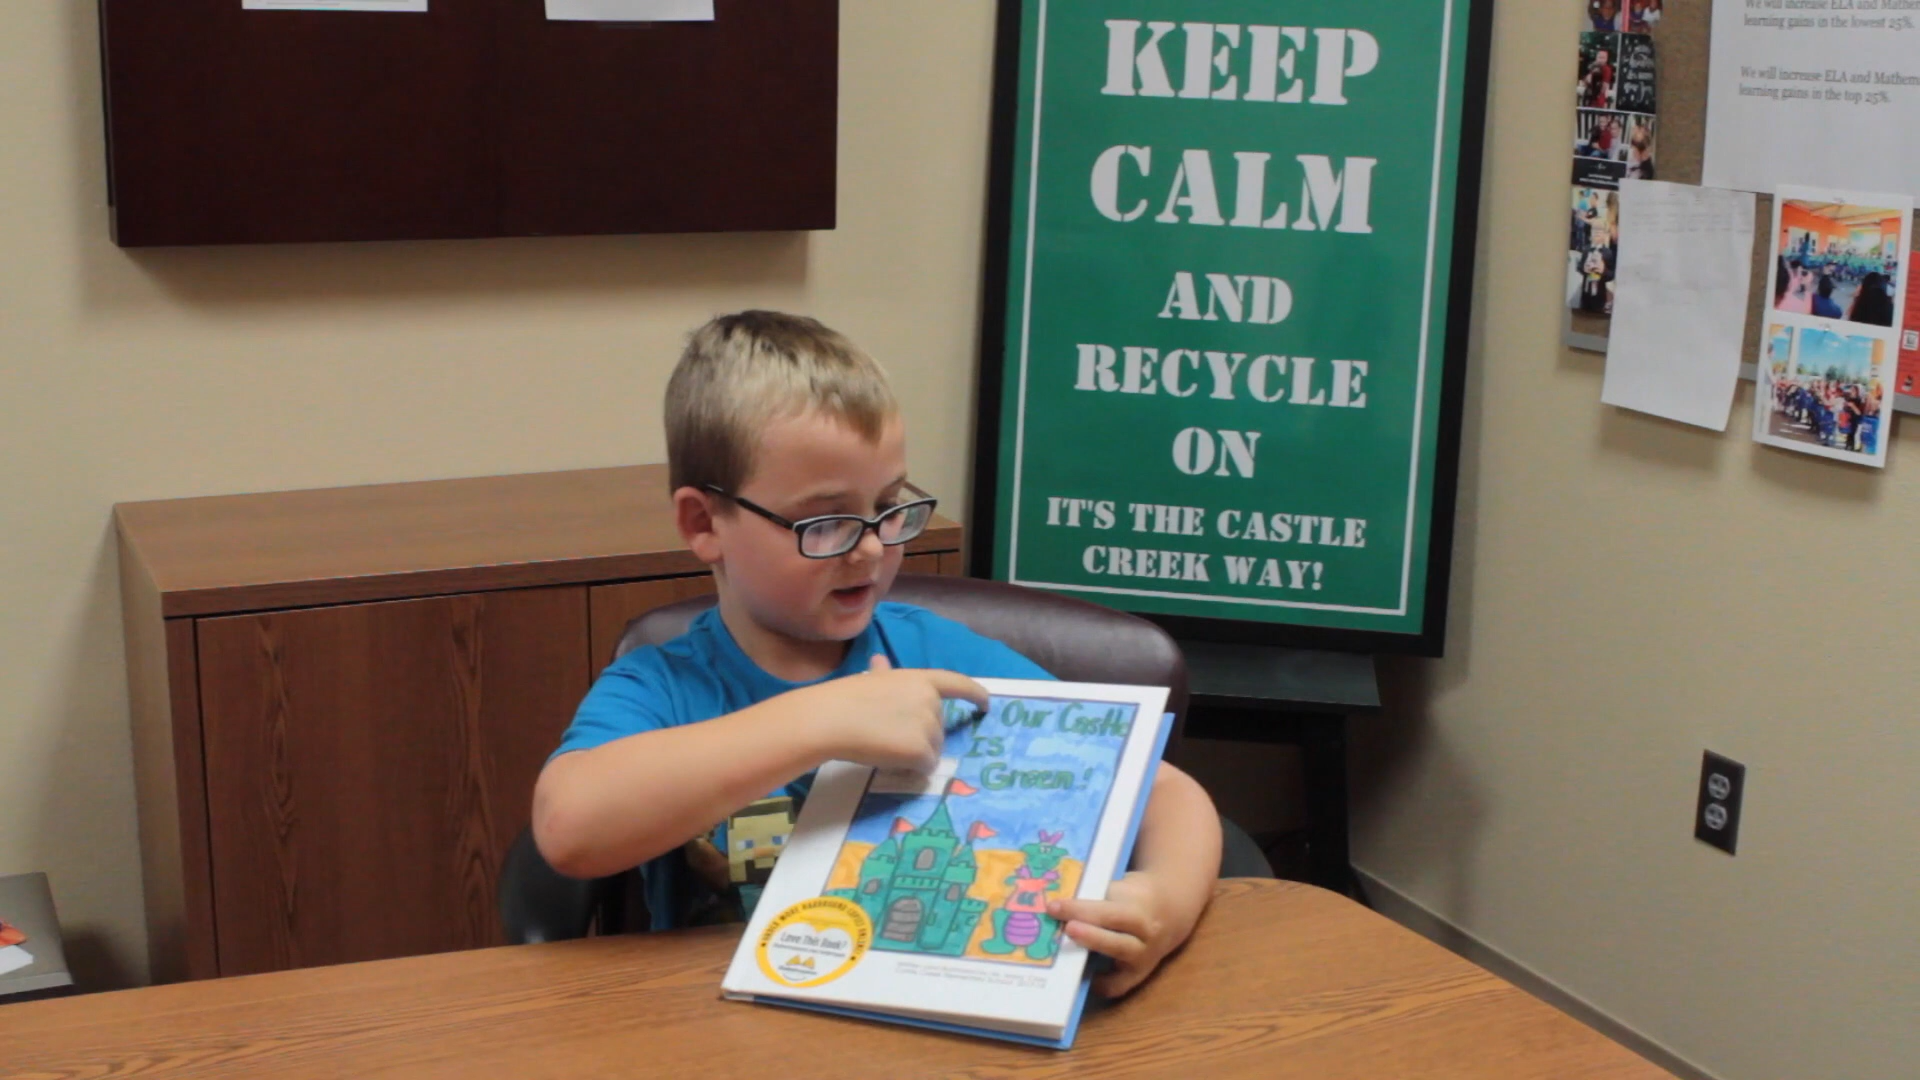 KEEP
CALM
AND
RECYCLE
ON
IT'S THE CASTLE
CREEK WAY!
We will increase ELA and Mathem
learning gains in the lowest 25%.
We will increase ELA and Mathem
learning gains in the top 25%.
Our Castle
Is
Green!
Love This Book?